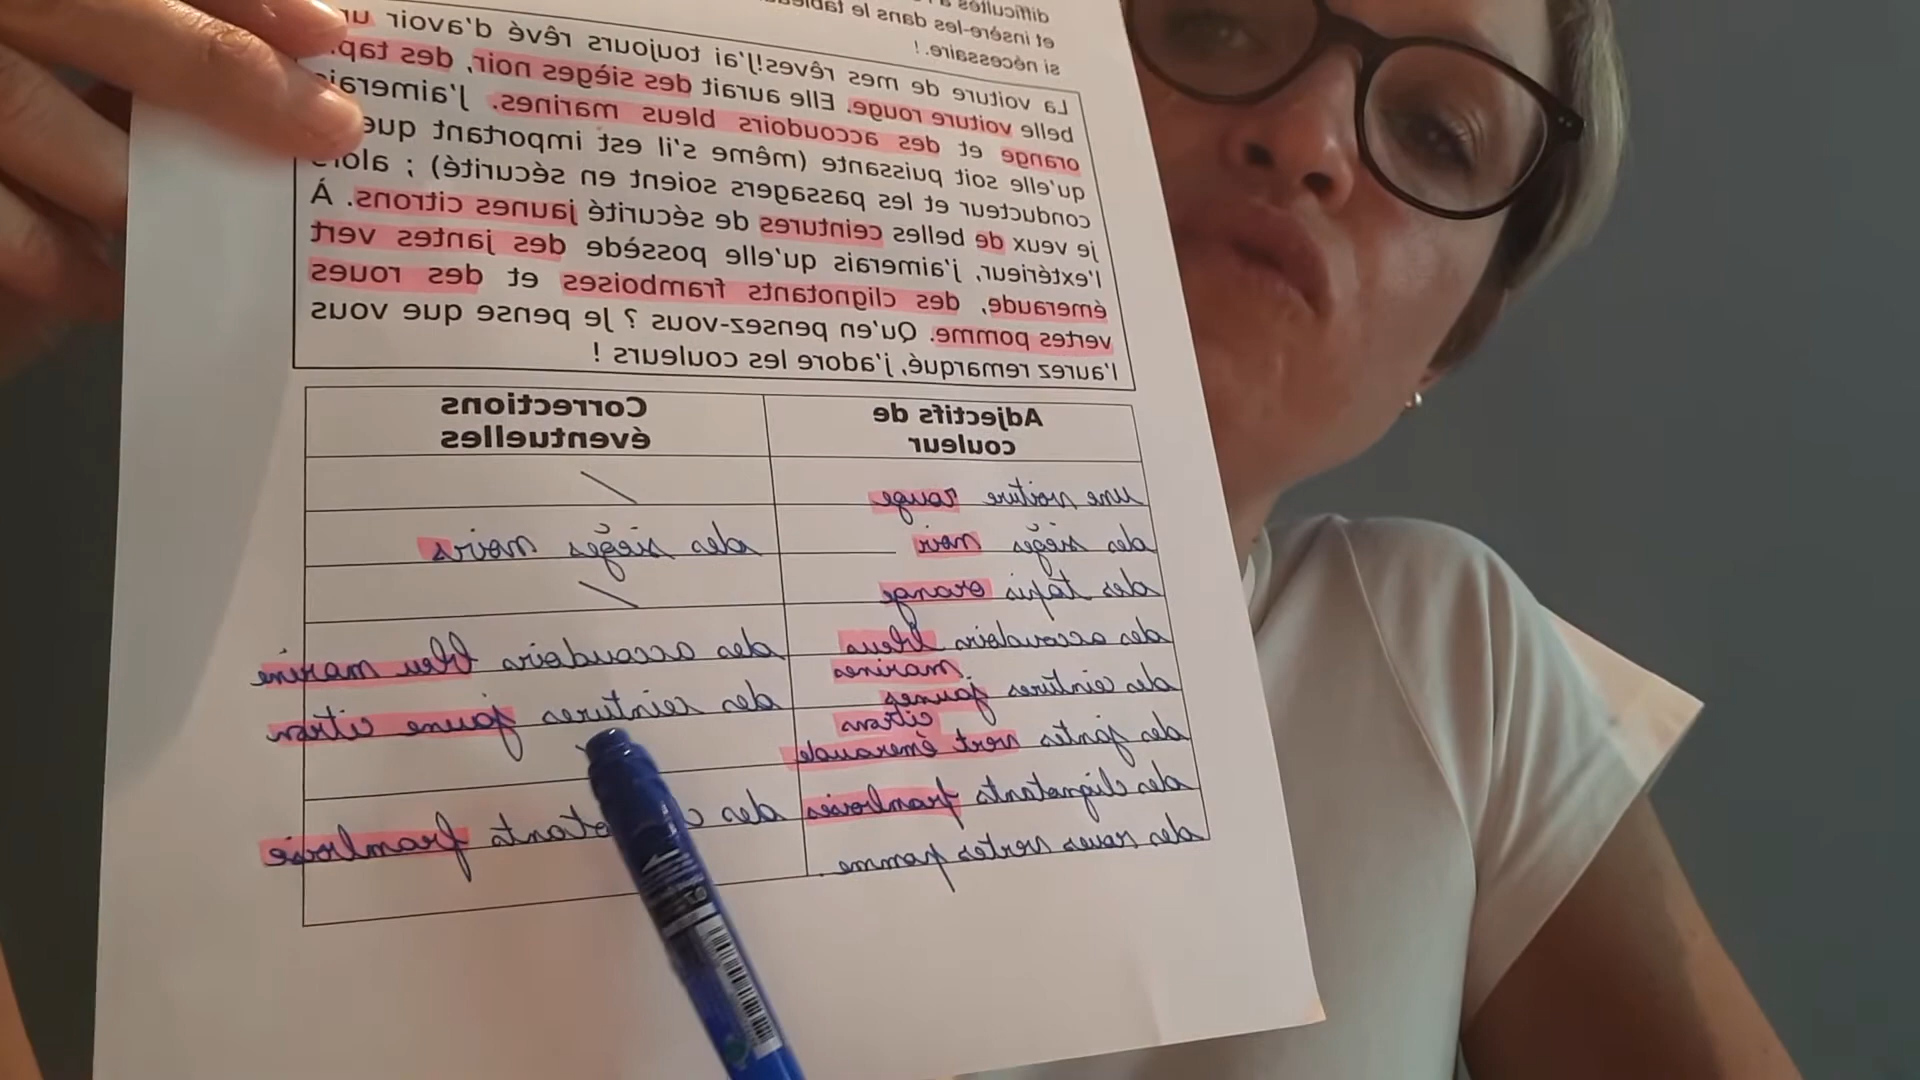 difficultés
et insère-les dans le tableau
si nécessaire.!
La voiture de mes rêves!j'ai toujours rêvé d'avoir un
belle voiture rouge. Elle aurait des sièges noir, des tap
orange et des accoudoirs bleus marines. J'aimerais
qu'elle soit puissante (même s'il est important que
conducteur et les passagers soient en sécurité) ; alors
je veux de belles ceintures de sécurité jaunes citrons. À
l'extérieur, j'aimerais qu'elle possède des jantes vert
émeraude, des clignotants framboises et des roues
vertes pomme. Qu'en pensez-vous ? Je pense que vous
l'aurez remarqué, j'adore les couleurs !
Adjectifs de couleur
Corrections éventuelles
une voiture rouge
des sièges noir
des sièges noirs
des tapis orange
des accoudoirs bleus marines
des accoudoirs bleu marine
des ceintures jaunes citrons
des ceintures jaune citron
des jantes vert émeraude
des clignotants framboises
des c otant framboise
des roues vertes pomme.